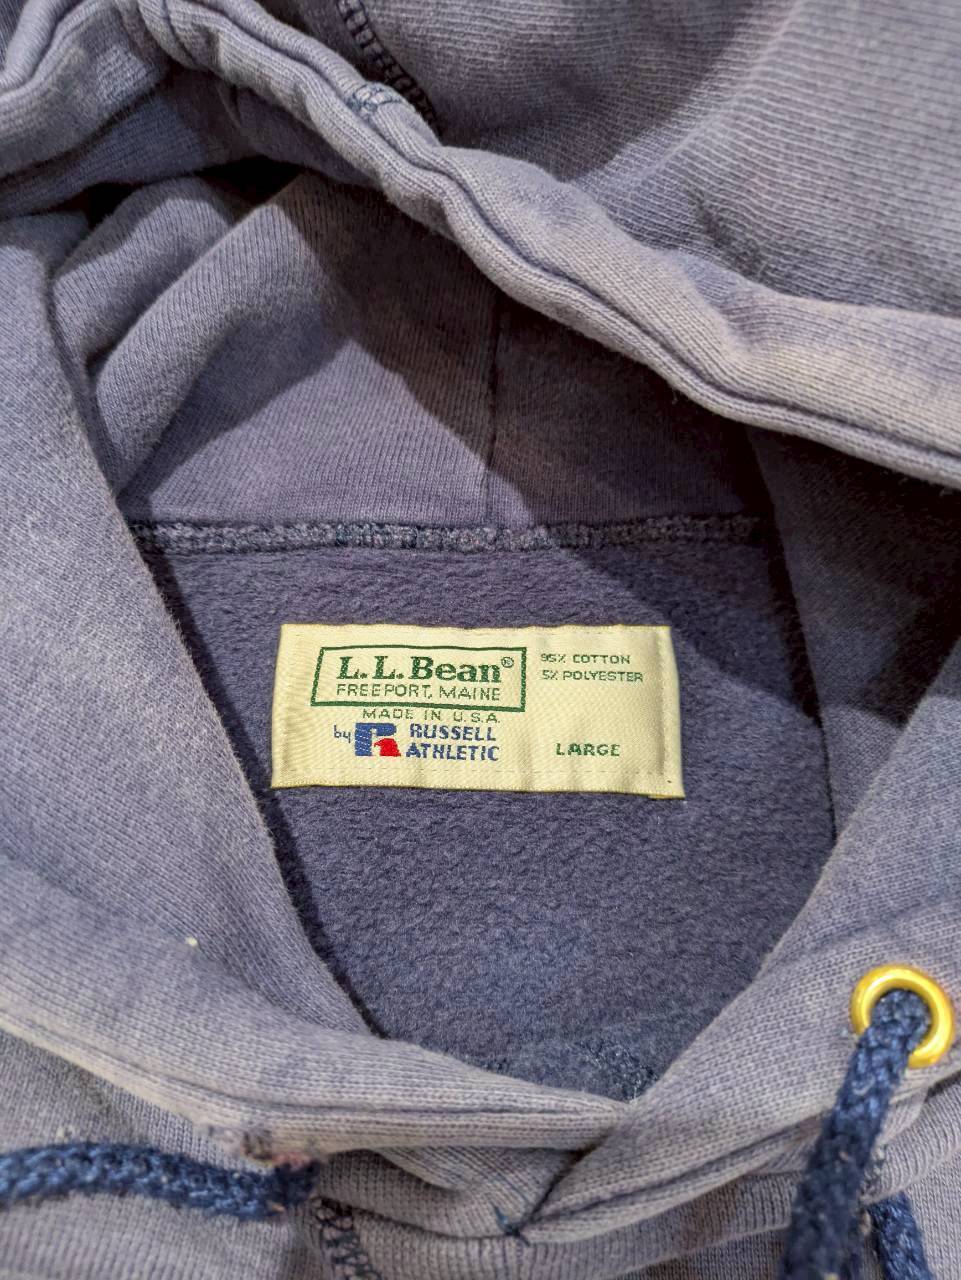 L.L.Bean®
FREEPORT, MAINE
MADE IN U.S.A.
by R RUSSELL
ATHLETIC
95% COTTON
5% POLYESTER
LARGE